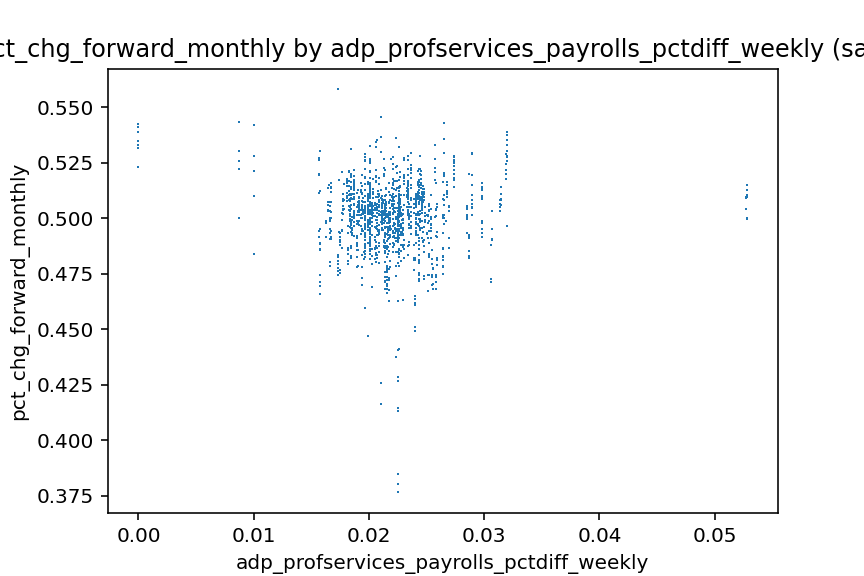 ct_chg_forward_monthly by adp_profservices_payrolls_pctdiff_weekly (sa
0.550
0.525
0.500
0.475
0.450
0.425
0.400
0.375
pct_chg_forward_monthly
0.00 0.01 0.02 0.03 0.04 0.05
adp_profservices_payrolls_pctdiff_weekly